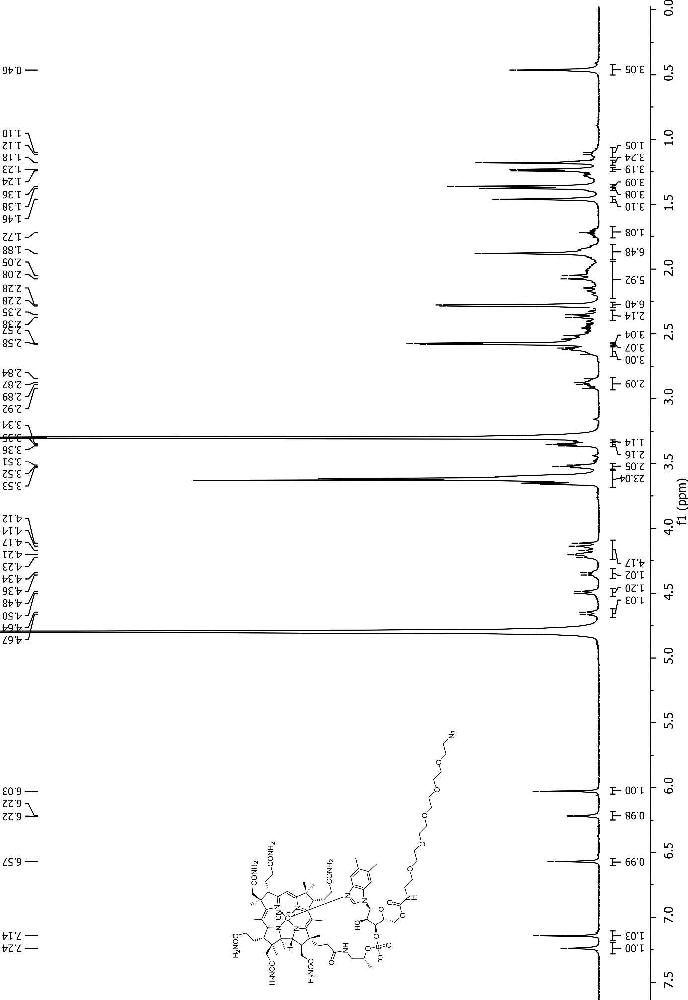 7.24
7.14
6.57
6.22
6.22
6.03
4.67
4.64
4.50
4.48
4.36
4.34
4.23
4.21
4.17
4.14
4.12
3.53
3.52
3.51
3.36
3.35
3.34
2.92
2.89
2.87
2.84
2.58
2.57
2.38
2.35
2.28
2.28
2.08
2.05
1.88
1.72
1.46
1.38
1.36
1.24
1.23
1.18
1.12
1.10
0.46
H2NOC
H2NOC
H2NOC
CONH2
CONH2
CONH2
N
N
N
N
CN
Co
+
H
O
NH
O
P
O
O-
O
HO
N
N
O
O
O
N
H
O
O
O
O
O
N3
1.00
1.03
0.99
0.98
1.00
1.03
1.20
1.02
4.17
23.04
2.05
2.16
1.14
2.09
3.00
3.07
3.04
2.14
6.40
5.92
6.48
1.08
3.10
3.08
3.09
3.19
3.24
1.05
3.05
7.5
7.0
6.5
6.0
5.5
5.0
4.5
4.0
3.5
3.0
2.5
2.0
1.5
1.0
0.5
0.0
f1 (ppm)